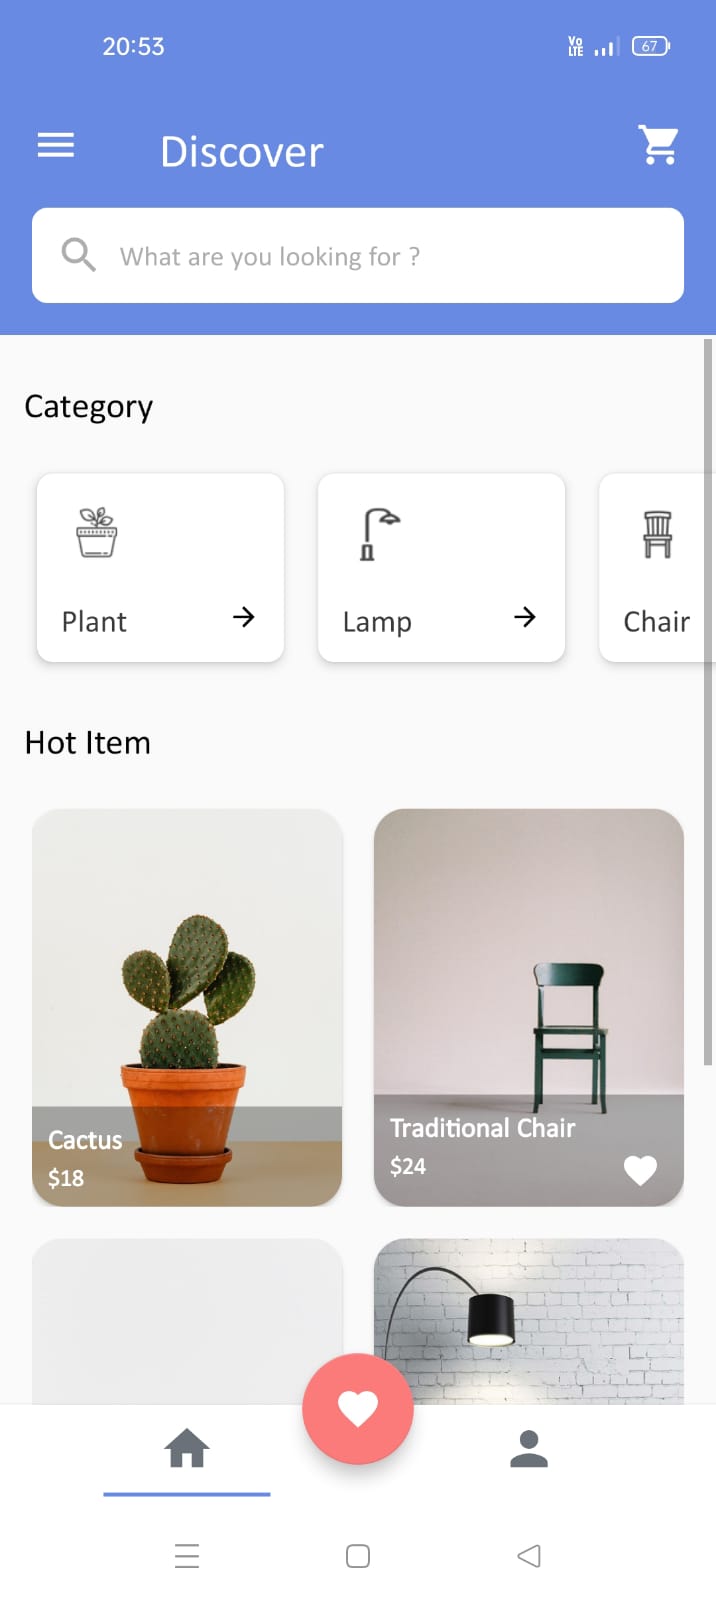 20:53
Vo
LTE
67
Discover
What are you looking for ?
Category
Plant
Lamp
Chair
Hot Item
Cactus
$18
Traditional Chair
$24